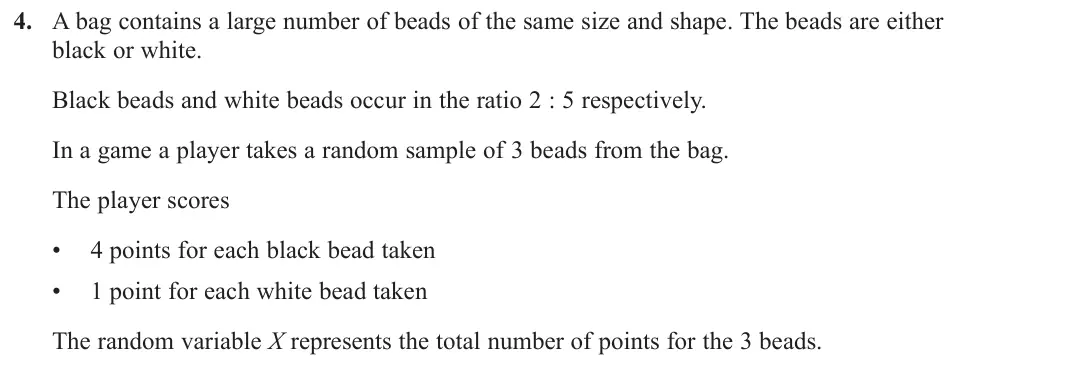 4. A bag contains a large number of beads of the same size and shape. The beads are either
black or white.
Black beads and white beads occur in the ratio 2 : 5 respectively.
In a game a player takes a random sample of 3 beads from the bag.
The player scores
• 4 points for each black bead taken
• 1 point for each white bead taken
The random variable X represents the total number of points for the 3 beads.